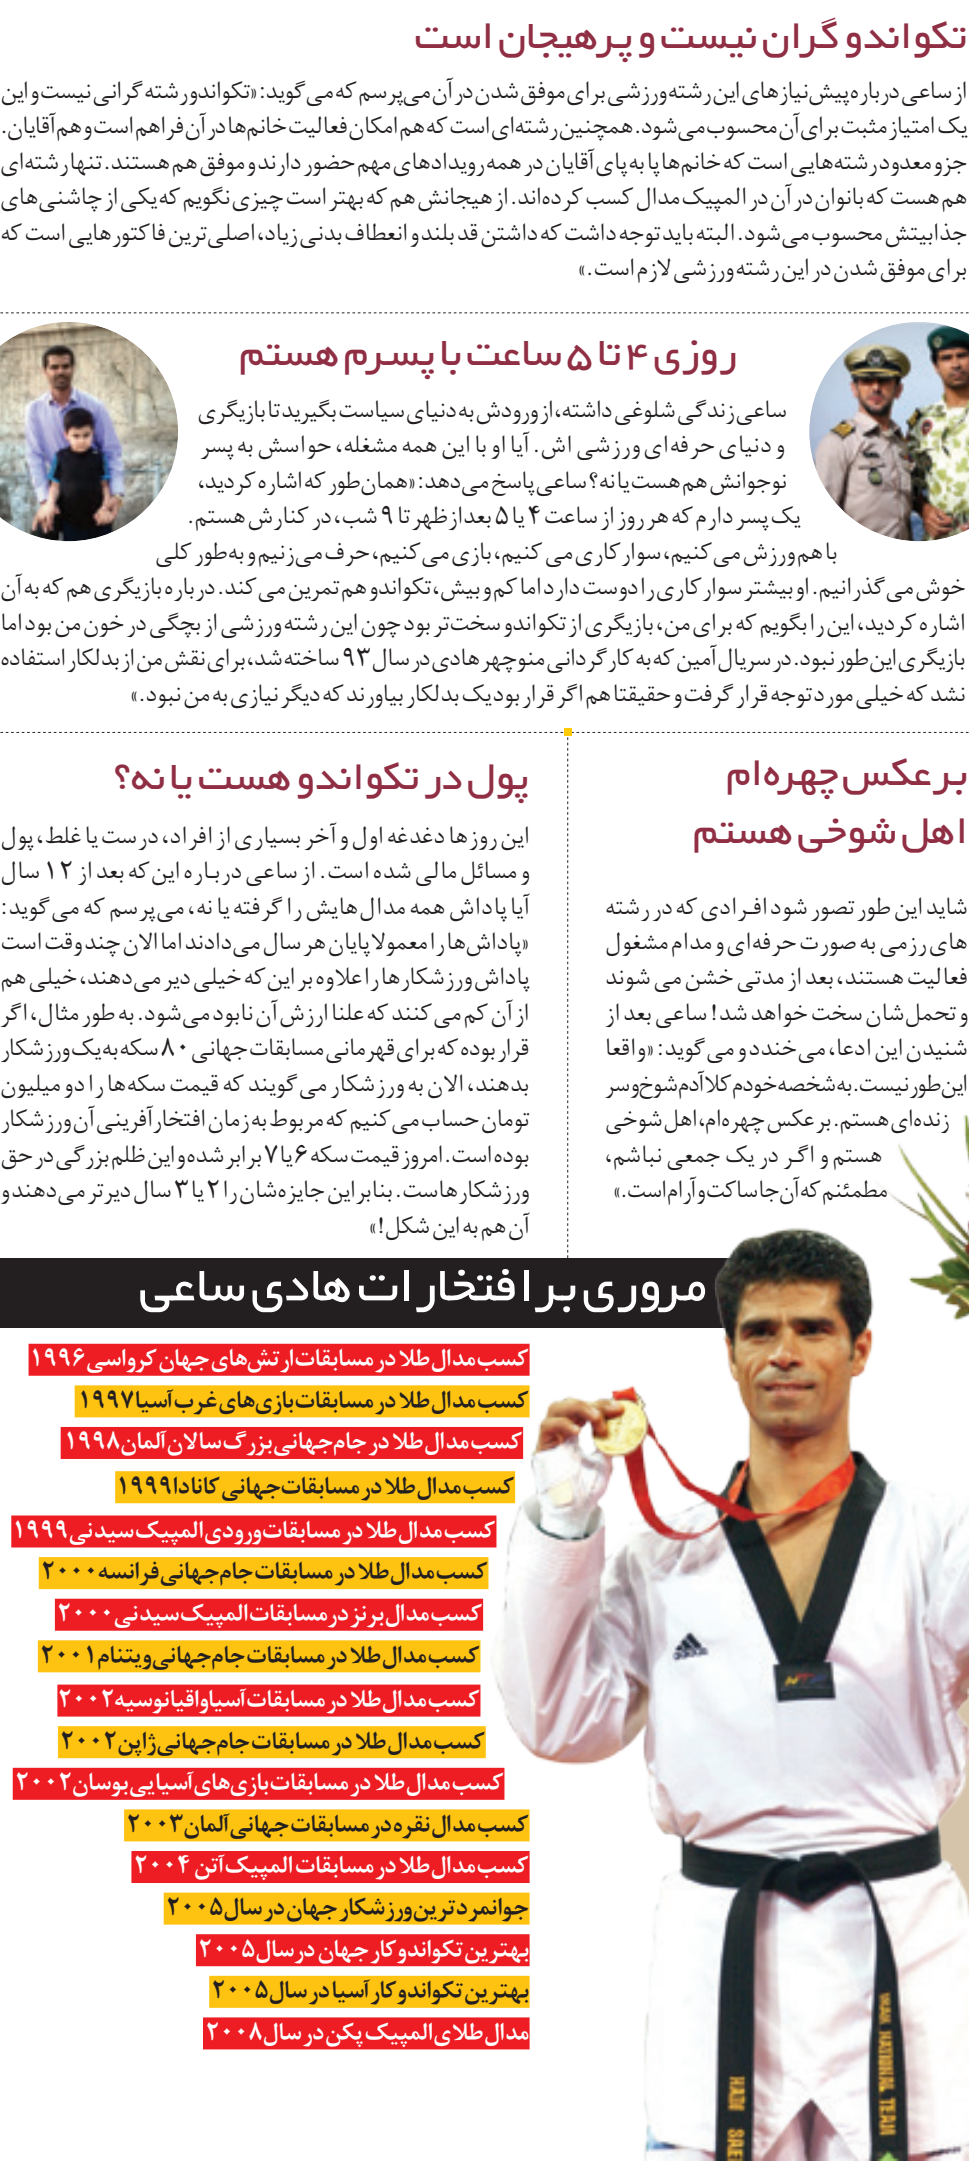 تکواندو گران نیست و پرهیجان است
از ساعی درباره پیش‌نیازهای این رشته ورزشی برای موفق شدن در آن می‌پرسم که می گوید: «تکواندو رشته گرانی نیست و این
یک امتیاز مثبت برای آن محسوب می‌شود. همچنین رشته‌ای است که هم امکان فعالیت خانم‌ها در آن فراهم است و هم آقایان.
جزو معدود رشته‌هایی است که خانم‌ها پا به پای آقایان در همه رویدادهای مهم حضور دارند و موفق هم هستند. تنها رشته‌ای
هم هست که بانوان در آن در المپیک مدال کسب کرده‌اند. از هیجانش هم که بهتر است چیزی نگویم که یکی از چاشنی‌های
جذابیتش محسوب می‌شود. البته باید توجه داشت که داشتن قد بلند و انعطاف بدنی زیاد، اصلی‌ترین فاکتورهایی است که
برای موفق شدن در این رشته ورزشی لازم است.»
روزی ۴ تا ۵ ساعت با پسرم هستم
ساعی زندگی شلوغی داشته، از ورودش به دنیای سیاست بگیرید تا بازیگری
و دنیای حرفه‌ای ورزشی اش. آیا او با این همه مشغله، حواسش به پسر
نوجوانش هم هست یا نه؟ ساعی پاسخ می‌دهد: «همان‌طور که اشاره کردید،
یک پسر دارم که هر روز از ساعت ۴ یا ۵ بعدازظهر تا ۹ شب، در کنارش هستم.
با هم ورزش می کنیم، سوارکاری می کنیم، بازی می کنیم، حرف می‌زنیم و به‌طور کلی
خوش می گذرانیم. او بیشتر سوارکاری را دوست دارد اما کم و بیش، تکواندو هم تمرین می کند. درباره بازیگری هم که به آن
اشاره کردید، این را بگویم که برای من، بازیگری از تکواندو سخت‌تر بود چون این رشته ورزشی از بچگی در خون من بود اما
بازیگری این‌طور نبود. در سریال آمین که به کارگردانی منوچهر هادی در سال ۹۳ ساخته شد، برای نقش من از بدلکار استفاده
نشد که خیلی مورد توجه قرار گرفت و حقیقتا هم اگر قرار بود یک بدلکار بیاورند که دیگر نیازی به من نبود.»
برعکس چهره‌ام
اهل شوخی هستم
شاید این طور تصور شود افرادی که در رشته
های رزمی به صورت حرفه‌ای و مدام مشغول
فعالیت هستند، بعد از مدتی خشن می شوند
و تحمل‌شان سخت خواهد شد! ساعی بعد از
شنیدن این ادعا، می‌خندد و می گوید: «واقعا
این‌طور نیست. به‌شخصه خودم کلا آدم شوخ و سر
زنده‌ای هستم. برعکس چهره‌ام، اهل شوخی
هستم و اگر در یک جمعی نباشم،
مطمئنم که آن جا ساکت و آرام است.»
پول در تکواندو هست یا نه؟
این روزها دغدغه اول و آخر بسیاری از افراد، درست یا غلط، پول
و مسائل مالی شده است. از ساعی درباره این که بعد از ۱۲ سال
آیا پاداش همه مدال هایش را گرفته یا نه، می‌پرسم که می گوید:
«پاداش‌ها را معمولا پایان هر سال می‌دادند اما الان چند وقت است
پاداش ورزشکارها را علاوه بر این که خیلی دیر می‌دهند، خیلی هم
از آن کم می کنند که علنا ارزش آن نابود می‌شود. به طور مثال، اگر
قرار بوده که برای قهرمانی مسابقات جهانی ۸۰ سکه به یک ورزشکار
بدهند، الان به ورزشکار می گویند که قیمت سکه‌ها را دو میلیون
تومان حساب می کنیم که مربوط به زمان افتخارآفرینی آن ورزشکار
بوده است. امروز قیمت سکه ۶ یا ۷ برابر شده و این ظلم بزرگی در حق
ورزشکارهاست. بنابراین جایزه‌شان را ۲ یا ۳ سال دیرتر می‌دهند و
آن هم به این شکل!»
مروری بر افتخارات هادی ساعی
کسب مدال طلا در مسابقات ارتش‌های جهان کرواسی ۱۹۹۶
کسب مدال طلا در مسابقات بازی‌های غرب آسیا ۱۹۹۷
کسب مدال طلا در جام جهانی بزرگ سالان آلمان ۱۹۹۸
کسب مدال طلا در مسابقات جهانی کانادا ۱۹۹۹
کسب مدال طلا در مسابقات ورودی المپیک سیدنی ۱۹۹۹
کسب مدال طلا در مسابقات جام جهانی فرانسه ۲۰۰۰
کسب مدال برنز در مسابقات المپیک سیدنی ۲۰۰۰
کسب مدال طلا در مسابقات جام جهانی ویتنام ۲۰۰۱
کسب مدال طلا در مسابقات آسیا واقیانوسیه ۲۰۰۲
کسب مدال طلا در مسابقات جام جهانی ژاپن ۲۰۰۲
کسب مدال طلا در مسابقات بازی‌های آسیایی بوسان ۲۰۰۲
کسب مدال نقره در مسابقات جهانی آلمان ۲۰۰۳
کسب مدال طلا در مسابقات المپیک آتن ۲۰۰۴
جوانمردترین ورزشکار جهان در سال ۲۰۰۵
بهترین تکواندوکار جهان در سال ۲۰۰۵
بهترین تکواندوکار آسیا در سال ۲۰۰۵
مدال طلای المپیک پکن در سال ۲۰۰۸
adidas
HADI SAEI
IRAN NATIONAL TEAM